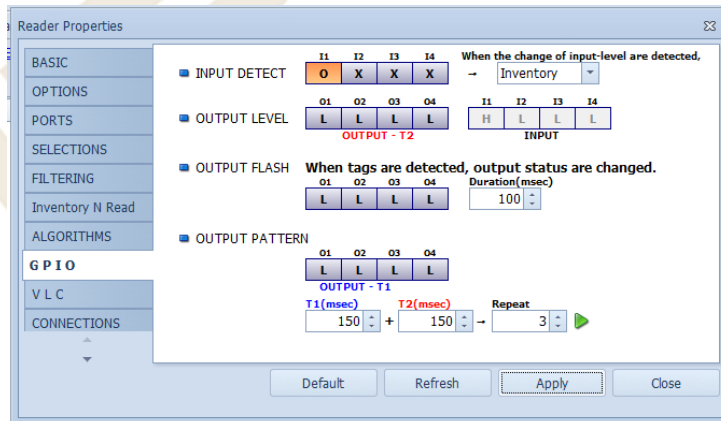 Reader Properties
BASIC
OPTIONS
PORTS
SELECTIONS
FILTERING
Inventory N Read
ALGORITHMS
G P I O
V L C
CONNECTIONS
I1 I2 I3 I4 When the change of input-level are detected,
INPUT DETECT O X X X → Inventory
O1 O2 O3 O4 I1 I2 I3 I4
OUTPUT LEVEL L L L L H L L L
OUTPUT - T2 INPUT
OUTPUT FLASH When tags are detected, output status are changed.
O1 O2 O3 O4 Duration(msec)
L L L L 100
OUTPUT PATTERN
O1 O2 O3 O4
L L L L
OUTPUT - T1
T1(msec) T2(msec) Repeat
150 + 150 → 3
Default Refresh Apply Close